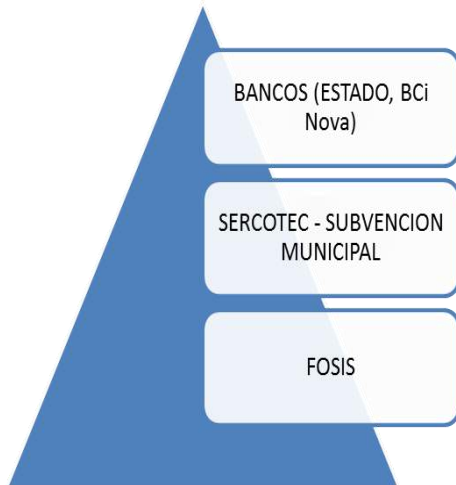 BANCOS (ESTADO, BCi
Nova)
SERCOTEC - SUBVENCION
MUNICIPAL
FOSIS